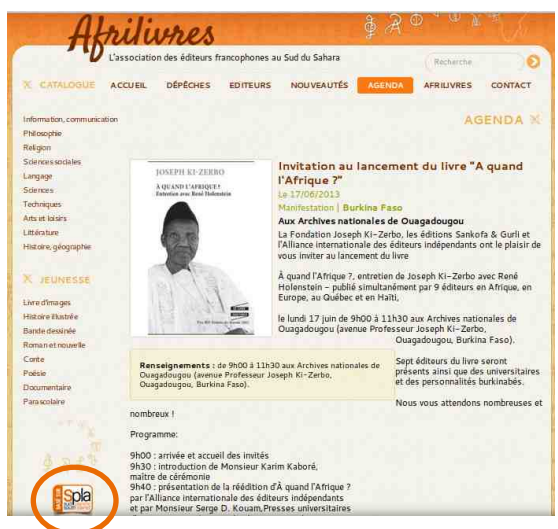 Afrilivres
L'association des éditeurs francophones au Sud du Sahara
Recherche
CATALOGUE ACCUEIL DÉPÊCHES EDITEURS NOUVEAUTÉS AGENDA AFRILIVRES CONTACT
Information, communication
Philosophie
Religion
Sciences sociales
Langage
Sciences
Techniques
Arts et loisirs
Littérature
Histoire, géographie
JEUNESSE
Livre d'images
Histoire illustrée
Bande dessinée
Roman et nouvelle
Conte
Poésie
Documentaire
Parascolaire
Spla
AGENDA
JOSEPH KI-ZERBO
À QUAND L'AFRIQUE ?
Entretien avec René Holenstein
Invitation au lancement du livre "A quand
l'Afrique ?"
Le 17/06/2013
Manifestation | Burkina Faso
Aux Archives nationales de Ouagadougou
La Fondation Joseph Ki-Zerbo, les éditions Sankofa & Gurli et
l'Alliance internationale des éditeurs indépendants ont le plaisir de
vous inviter au lancement du livre
À quand l'Afrique ?, entretien de Joseph Ki-Zerbo avec René
Holenstein - publié simultanément par 9 éditeurs en Afrique, en
Europe, au Québec et en Haïti,
le lundi 17 juin de 9h00 à 11h30 aux Archives nationales de
Ouagadougou (avenue Professeur Joseph Ki-Zerbo,
Ouagadougou, Burkina Faso).
Renseignements : de 9h00 à 11h30 aux Archives nationales de
Ouagadougou (avenue Professeur Joseph Ki-Zerbo,
Ouagadougou, Burkina Faso).
Sept éditeurs du livre seront
présents ainsi que des universitaires
et des personnalités burkinabés.
Nous vous attendons nombreuses et
nombreux !
Programme:
9h00 : arrivée et accueil des invités
9h30 : introduction de Monsieur Karim Kaboré,
maître de cérémonie
9h40 : présentation de la réédition d'À quand l'Afrique ?
par l'Alliance internationale des éditeurs indépendants
et par Monsieur Serge D. Kouam,Presses universitaires